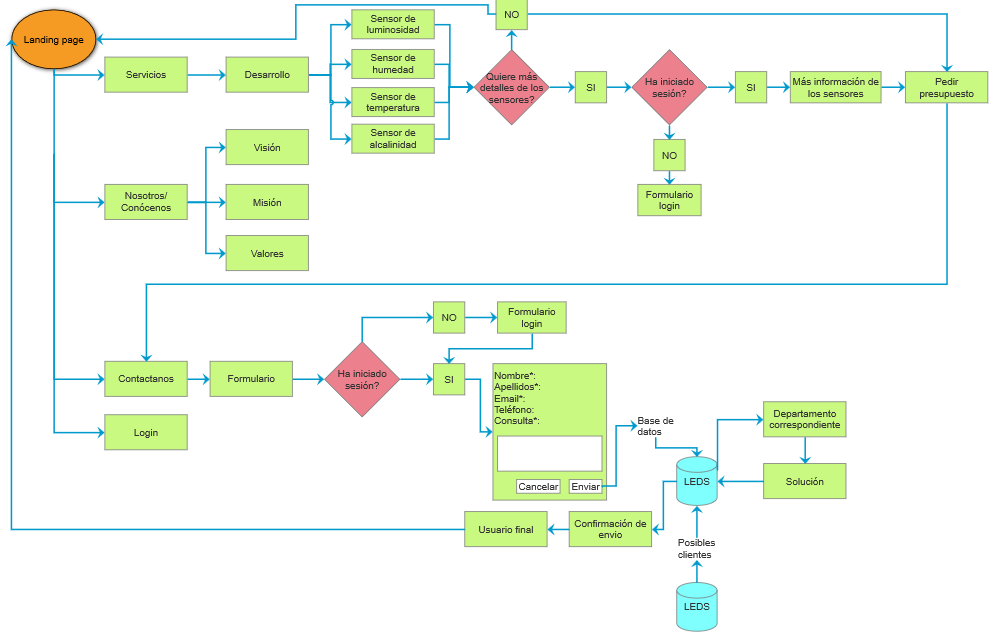 NO
Landing page
Sensor de
luminosidad
Servicios
Desarrollo
Sensor de
humedad
Sensor de
temperatura
Sensor de
alcalinidad
Quiere más
detalles de los
sensores?
SI
Ha iniciado
sesión?
SI
Más información de
los sensores
Pedir
presupuesto
NO
Formulario
login
Visión
Nosotros/
Conócenos
Misión
Valores
NO
Formulario
login
Contactanos
Formulario
Ha iniciado
sesión?
SI
Nombre*:
Apellidos*:
Email*:
Teléfono:
Consulta*:
Cancelar
Enviar
Base de
datos
LEDS
Departamento
correspondiente
Solución
Login
Usuario final
Confirmación de
envio
Posibles
clientes
LEDS